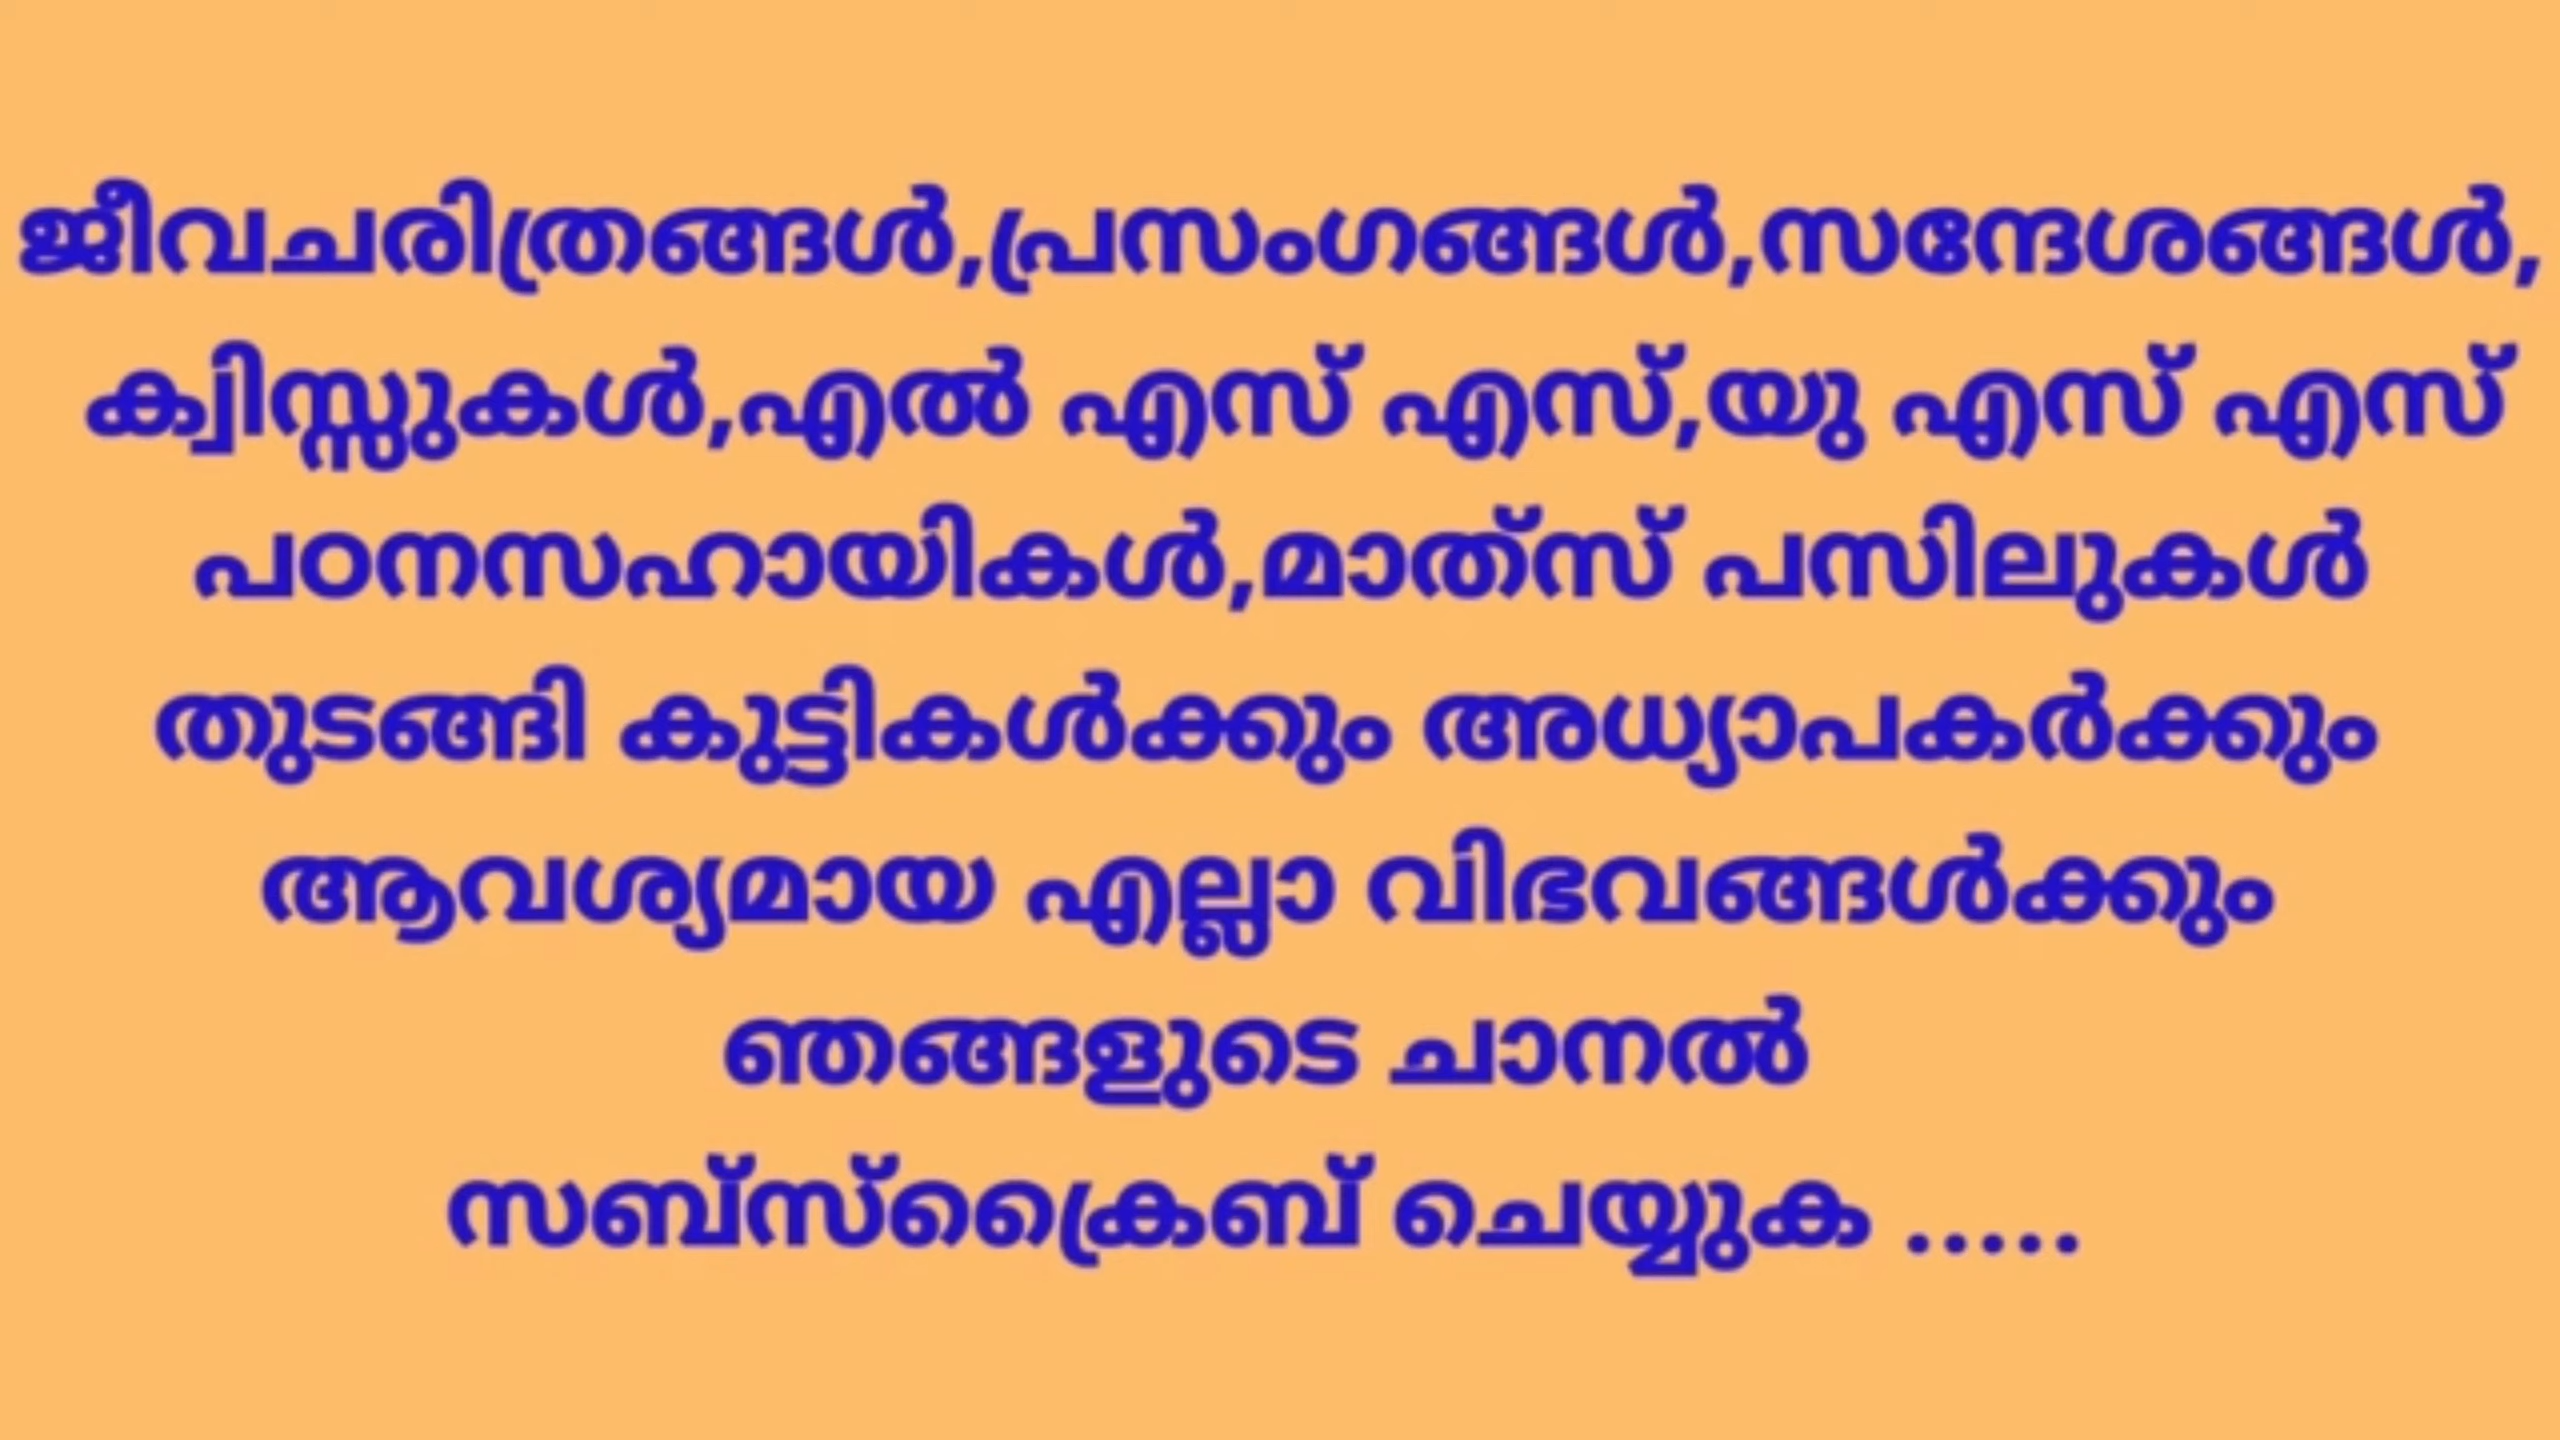 ജീവചരിത്രങ്ങൾ,പ്രസംഗങ്ങൾ,സന്ദേശങ്ങൾ,
ക്വിസ്സുകൾ,എൽ എസ് എസ്,യു എസ് എസ്
പഠനസഹായികൾ,മാത്സ് പസിലുകൾ
തുടങ്ങി കുട്ടികൾക്കും അധ്യാപകർക്കും
ആവശ്യമായ എല്ലാ വിഭവങ്ങൾക്കും
ഞങ്ങളുടെ ചാനൽ
സബ്സ്ക്രൈബ് ചെയ്യുക .....